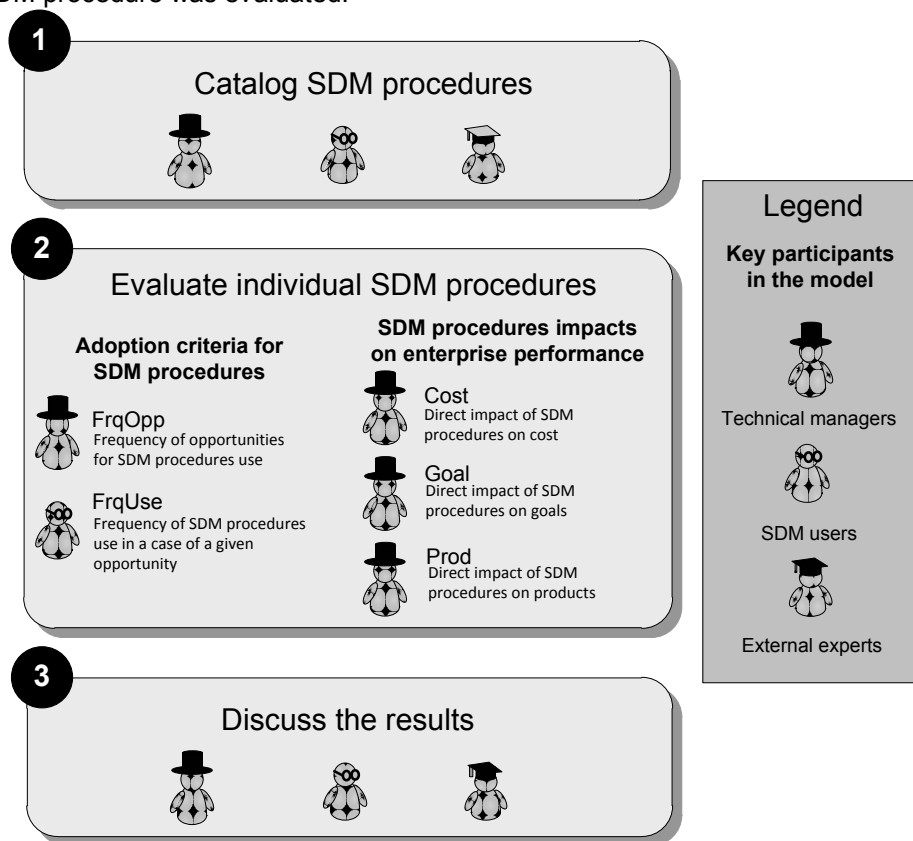 DM procedure was evaluated.
1
Catalog SDM procedures
2
Evaluate individual SDM procedures
Adoption criteria for
SDM procedures
FrqOpp
Frequency of opportunities
for SDM procedures use
FrqUse
Frequency of SDM procedures
use in a case of a given
opportunity
SDM procedures impacts
on enterprise performance
Cost
Direct impact of SDM
procedures on cost
Goal
Direct impact of SDM
procedures on goals
Prod
Direct impact of SDM
procedures on products
3
Discuss the results
Legend
Key participants
in the model
Technical managers
SDM users
External experts